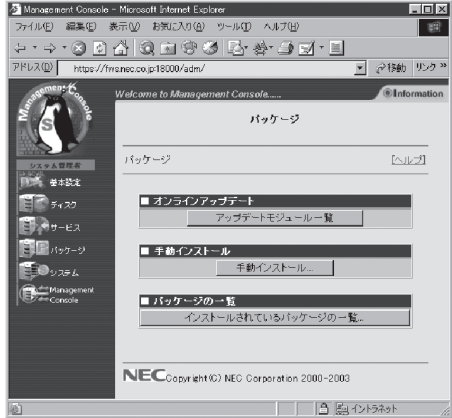 Management Console - Microsoft Internet Explorer
ファイル(F) 編集(E) 表示(V) お気に入り(A) ツール(T) ヘルプ(H)
アドレス(D) https://fws.nec.co.jp:18000/adm/ 移動 リンク »
Management Console
S
Welcome to Management Console......
Information
パッケージ
システム管理者
パッケージ [ヘルプ]
基本設定
ディスク
サービス
パッケージ
システム
Management Console
■ オンラインアップデート
アップデートモジュール一覧
■ 手動インストール
手動インストール...
■ パッケージの一覧
インストールされているパッケージの一覧...
NEC Copyright(C) NEC Corporation 2000-2003
イントラネット